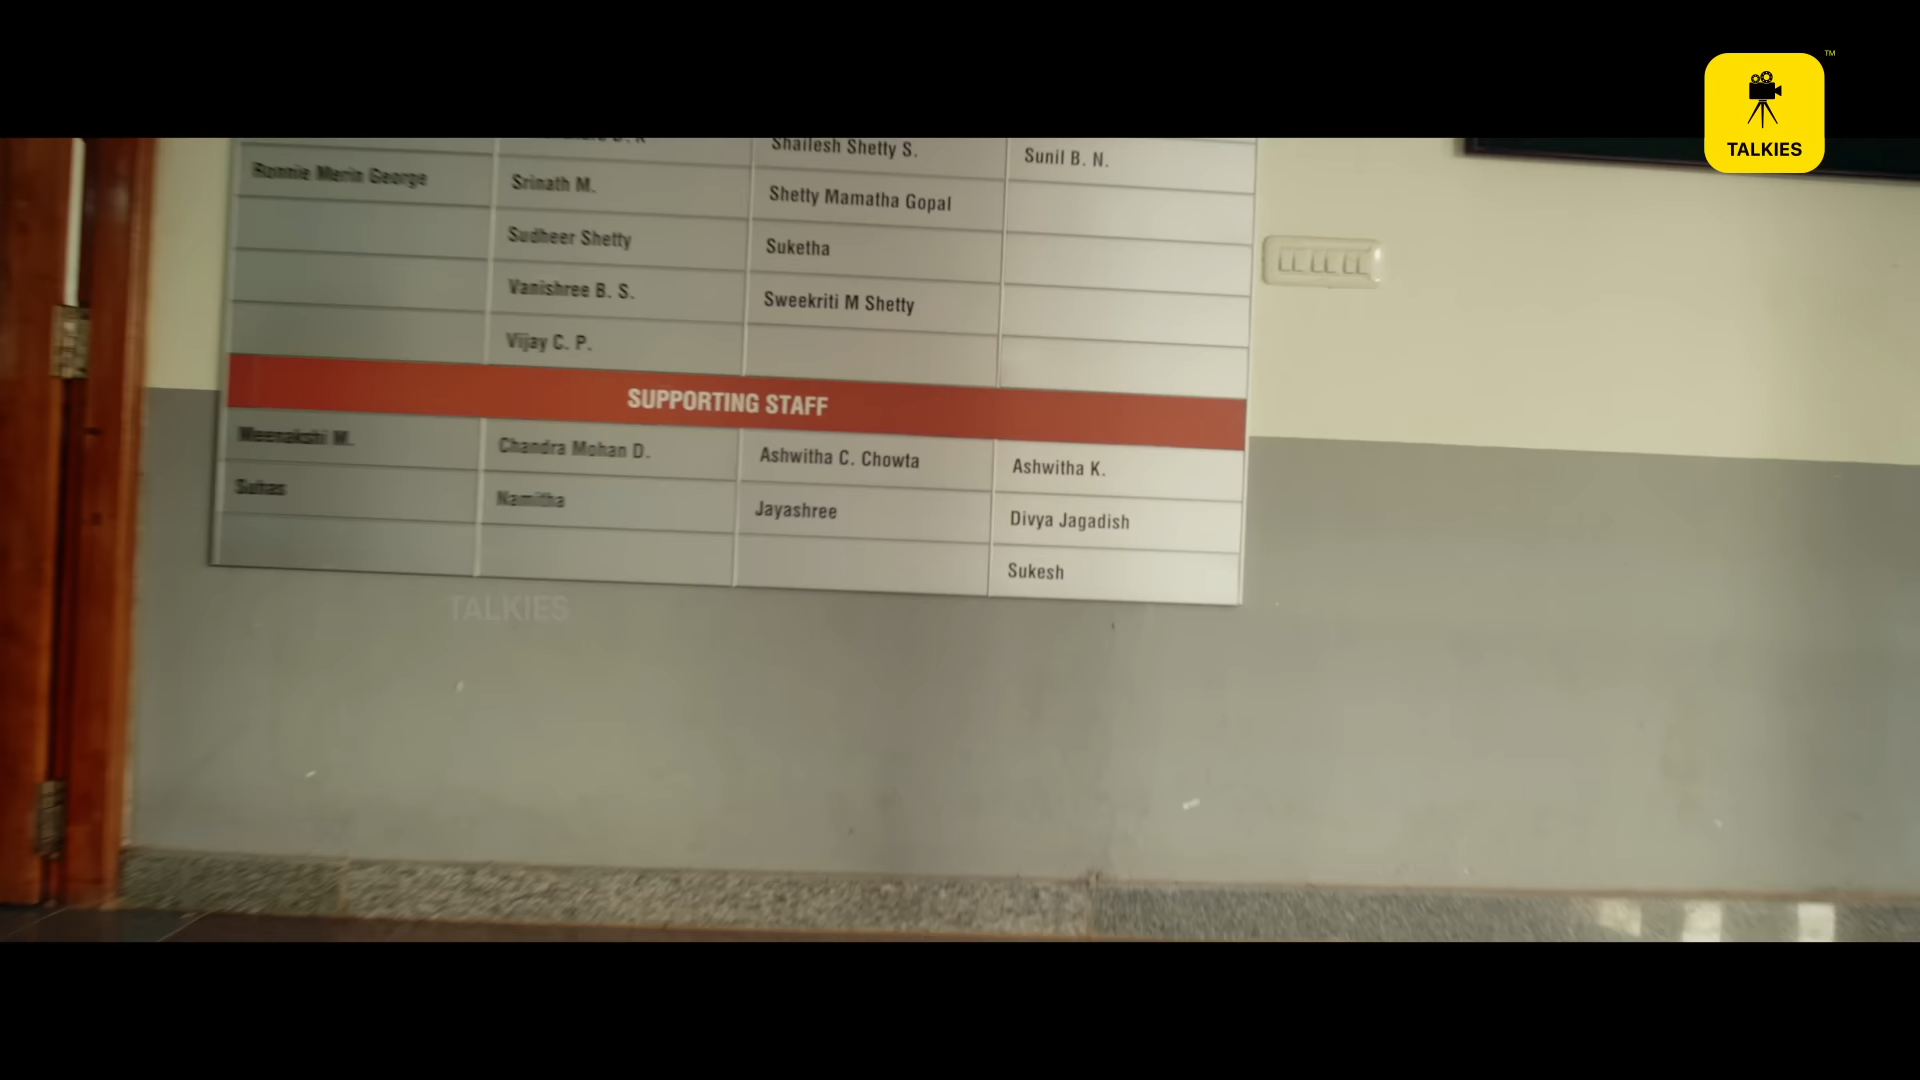 TALKIES
Shailesh Shetty S.
Sunil B. N.
Ronnie Merin George
Srinath M.
Shetty Mamatha Gopal
Sudheer Shetty
Suketha
Vanishree B. S.
Sweekriti M Shetty
Vijay C. P.
SUPPORTING STAFF
Meenakshi M.
Chandra Mohan D.
Ashwitha C. Chowta
Ashwitha K.
Suhas
Namitha
Jayashree
Divya Jagadish
Sukesh
TALKIES